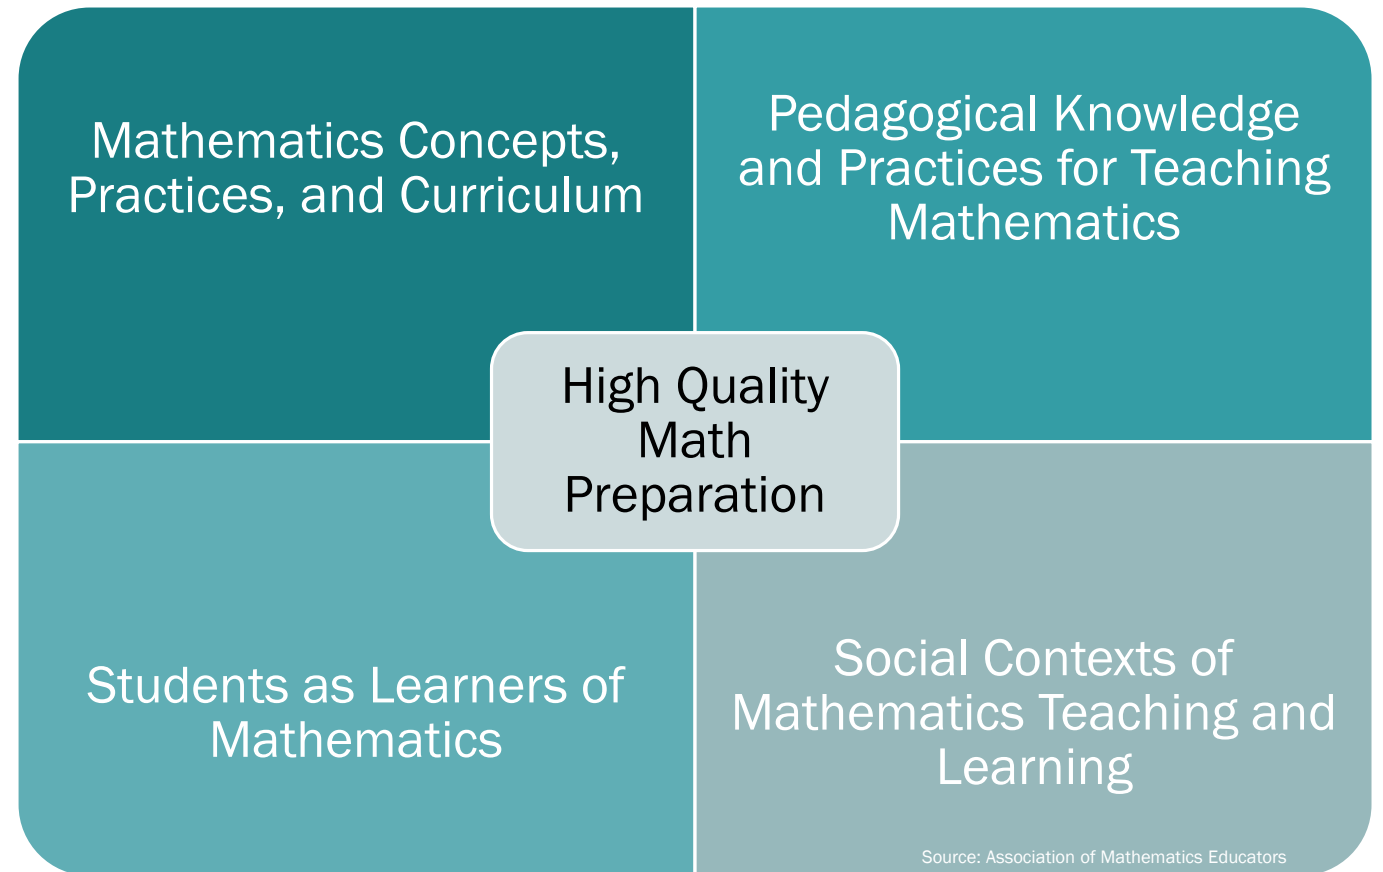 Mathematics Concepts,
Practices, and Curriculum
Pedagogical Knowledge
and Practices for Teaching
Mathematics
High Quality
Math
Preparation
Students as Learners of
Mathematics
Social Contexts of
Mathematics Teaching and
Learning
Source: Association of Mathematics Educators